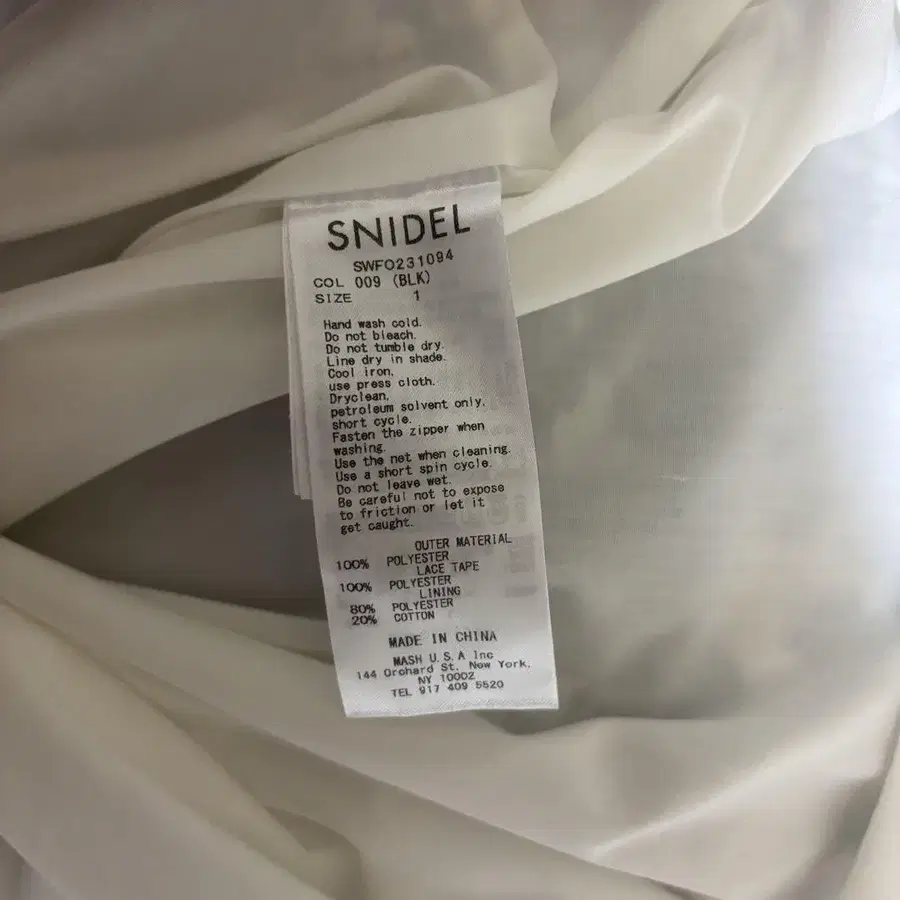 SNIDEL
SWFO231094
COL 009 (BLK)
SIZE 1
Hand wash cold.
Do not bleach.
Do not tumble dry.
Line dry in shade.
Cool iron,
use press cloth.
Dryclean,
petroleum solvent only.
short cycle.
Fasten the zipper when
washing.
Use the net when cleaning.
Use a short spin cycle.
Do not leave wet.
Be careful not to expose
to friction or let it
get caught.
OUTER MATERIAL
100% POLYESTER
LACE TAPE
100% POLYESTER
LINING
80% POLYESTER
20% COTTON
MADE IN CHINA
MASH U.S.A Inc
144 Orchard St. New York,
NY 10002
TEL 917 409 5520